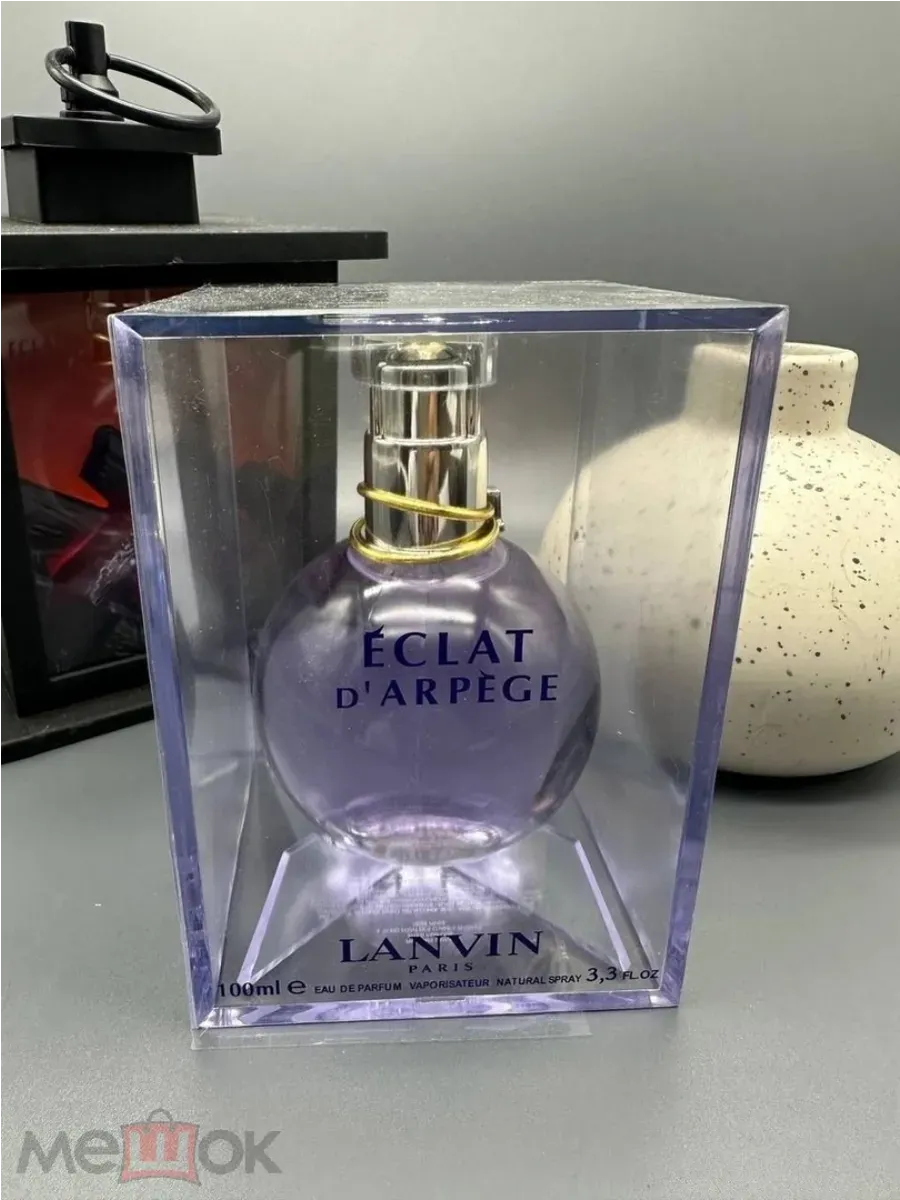 ÉCLAT
D'ARPÈGE
LANVIN
PARIS
100ml e EAU DE PARFUM VAPORISATEUR NATURAL SPRAY 3,3 FL.OZ
мешок